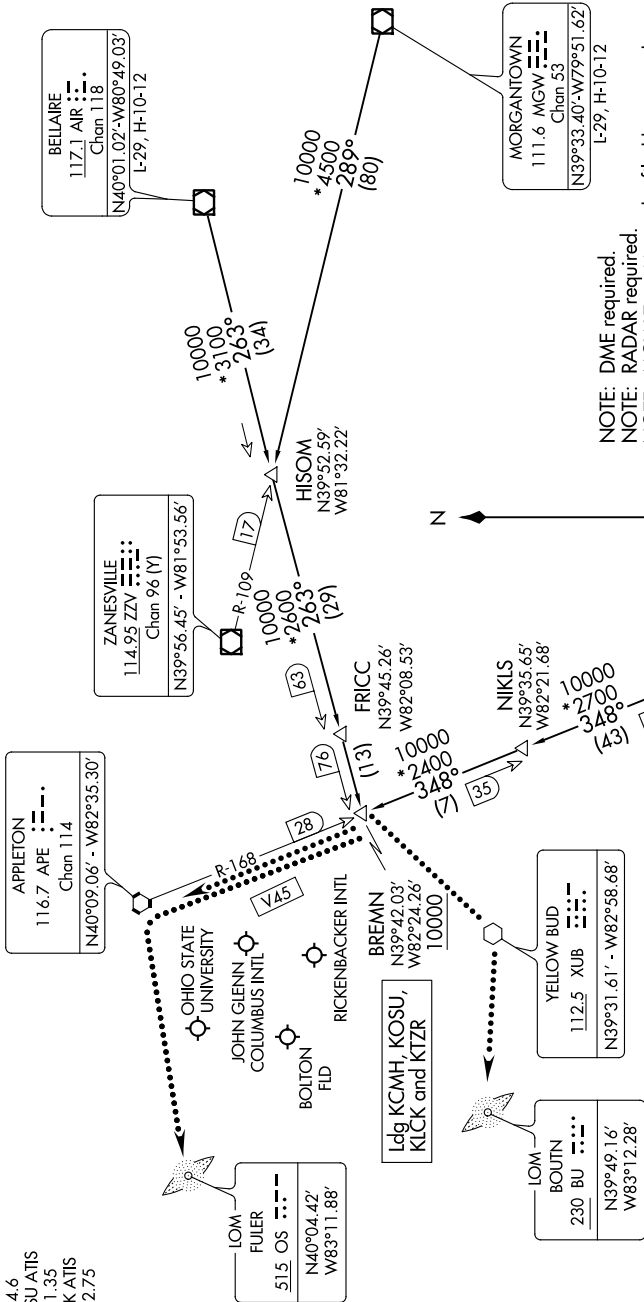 4.6
SU ATIS
1.35
K ATIS
2.75
APPLETON
116.7 APE
Chan 114
N40°09.06' - W82°35.30'
ZANESVILLE
114.95 ZZV
Chan 96 (Y)
N39°56.45' - W81°53.56'
BELLAIRE
117.1 AIR
Chan 118
N40°01.02'-W80°49.03'
L-29, H-10-12
10000
*3100
263°
(34)
10000
*4500
289°
(80)
R-109
17
HISOM
N39°52.59'
W81°32.22'
10000
*2600
263°
(29)
63
FRICC
N39°45.26'
W82°08.53'
76
(13)
R-168
28
V45
OHIO STATE
UNIVERSITY
JOHN GLENN
COLUMBUS INTL
RICKENBACKER INTL
BOLTON
FLD
LOM
FULER
515 OS
N40°04.42'
W83°11.88'
BREMN
N39°42.03'
W82°24.26'
10000
10000
*2400
348°
(7)
35
NIKLS
N39°35.65'
W82°21.68'
10000
*2700
348°
(43)
N
Ldg KCMH, KOSU,
KLCK and KTZR
YELLOW BUD
112.5 XUB
N39°31.61' - W82°58.68'
LOM
BOUTN
230 BU
N39°49.16'
W83°12.28'
MORGANTOWN
111.6 MGW
Chan 53
N39°33.40'-W79°51.62'
L-29, H-10-12
NOTE: DME required.
NOTE: RADAR required.